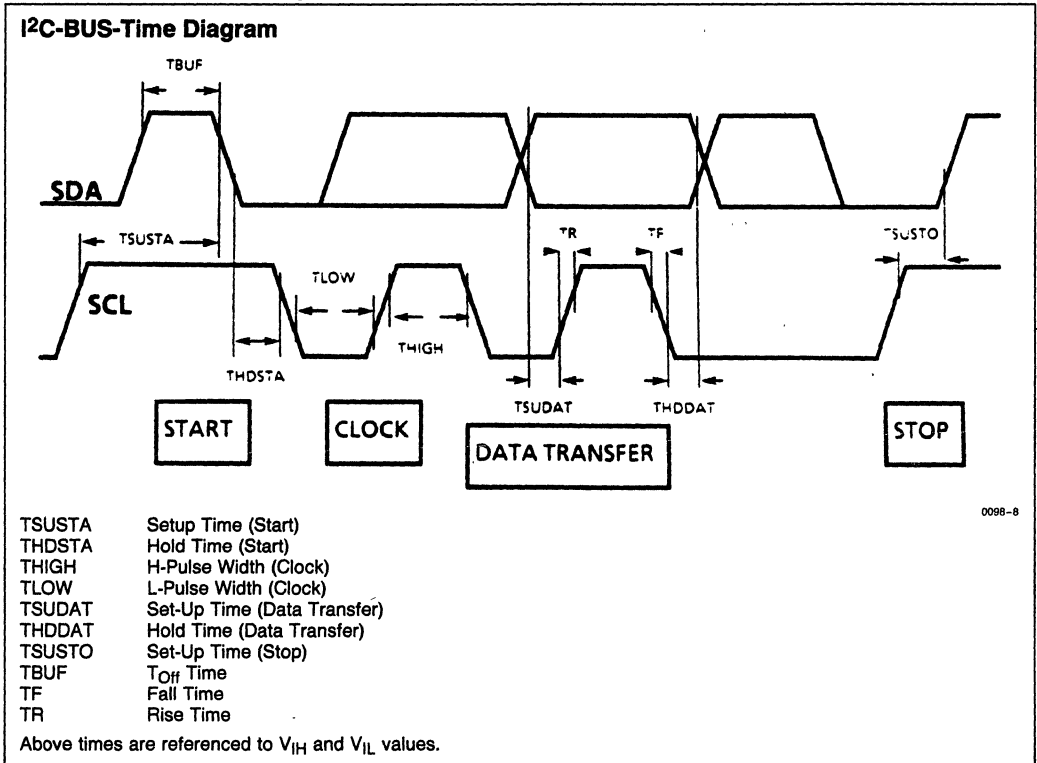 I²C-BUS-Time Diagram
TBUF
SDA
TSUSTA
TR
TF
TSUSTO
SCL
TLOW
THIGH
THDSTA
TSUDAT
THDDAT
START
CLOCK
DATA TRANSFER
STOP
0098-8
TSUSTA Setup Time (Start)
THDSTA Hold Time (Start)
THIGH H-Pulse Width (Clock)
TLOW L-Pulse Width (Clock)
TSUDAT Set-Up Time (Data Transfer)
THDDAT Hold Time (Data Transfer)
TSUSTO Set-Up Time (Stop)
TBUF TOff Time
TF Fall Time
TR Rise Time
Above times are referenced to VIH and VIL values.